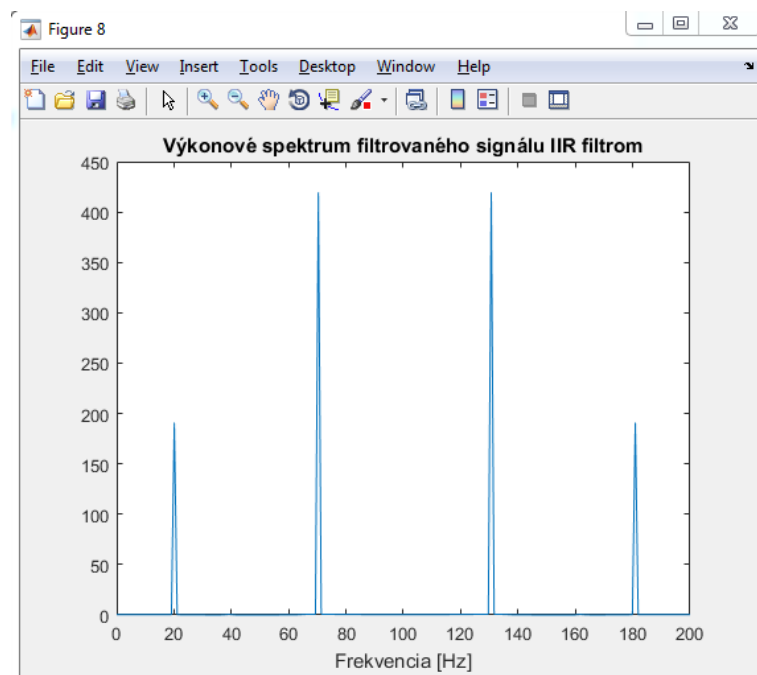 Figure 8
File Edit View Insert Tools Desktop Window Help
Výkonové spektrum filtrovaného signálu IIR filtrom
450
400
350
300
250
200
150
100
50
0
0 20 40 60 80 100 120 140 160 180 200
Frekvencia [Hz]